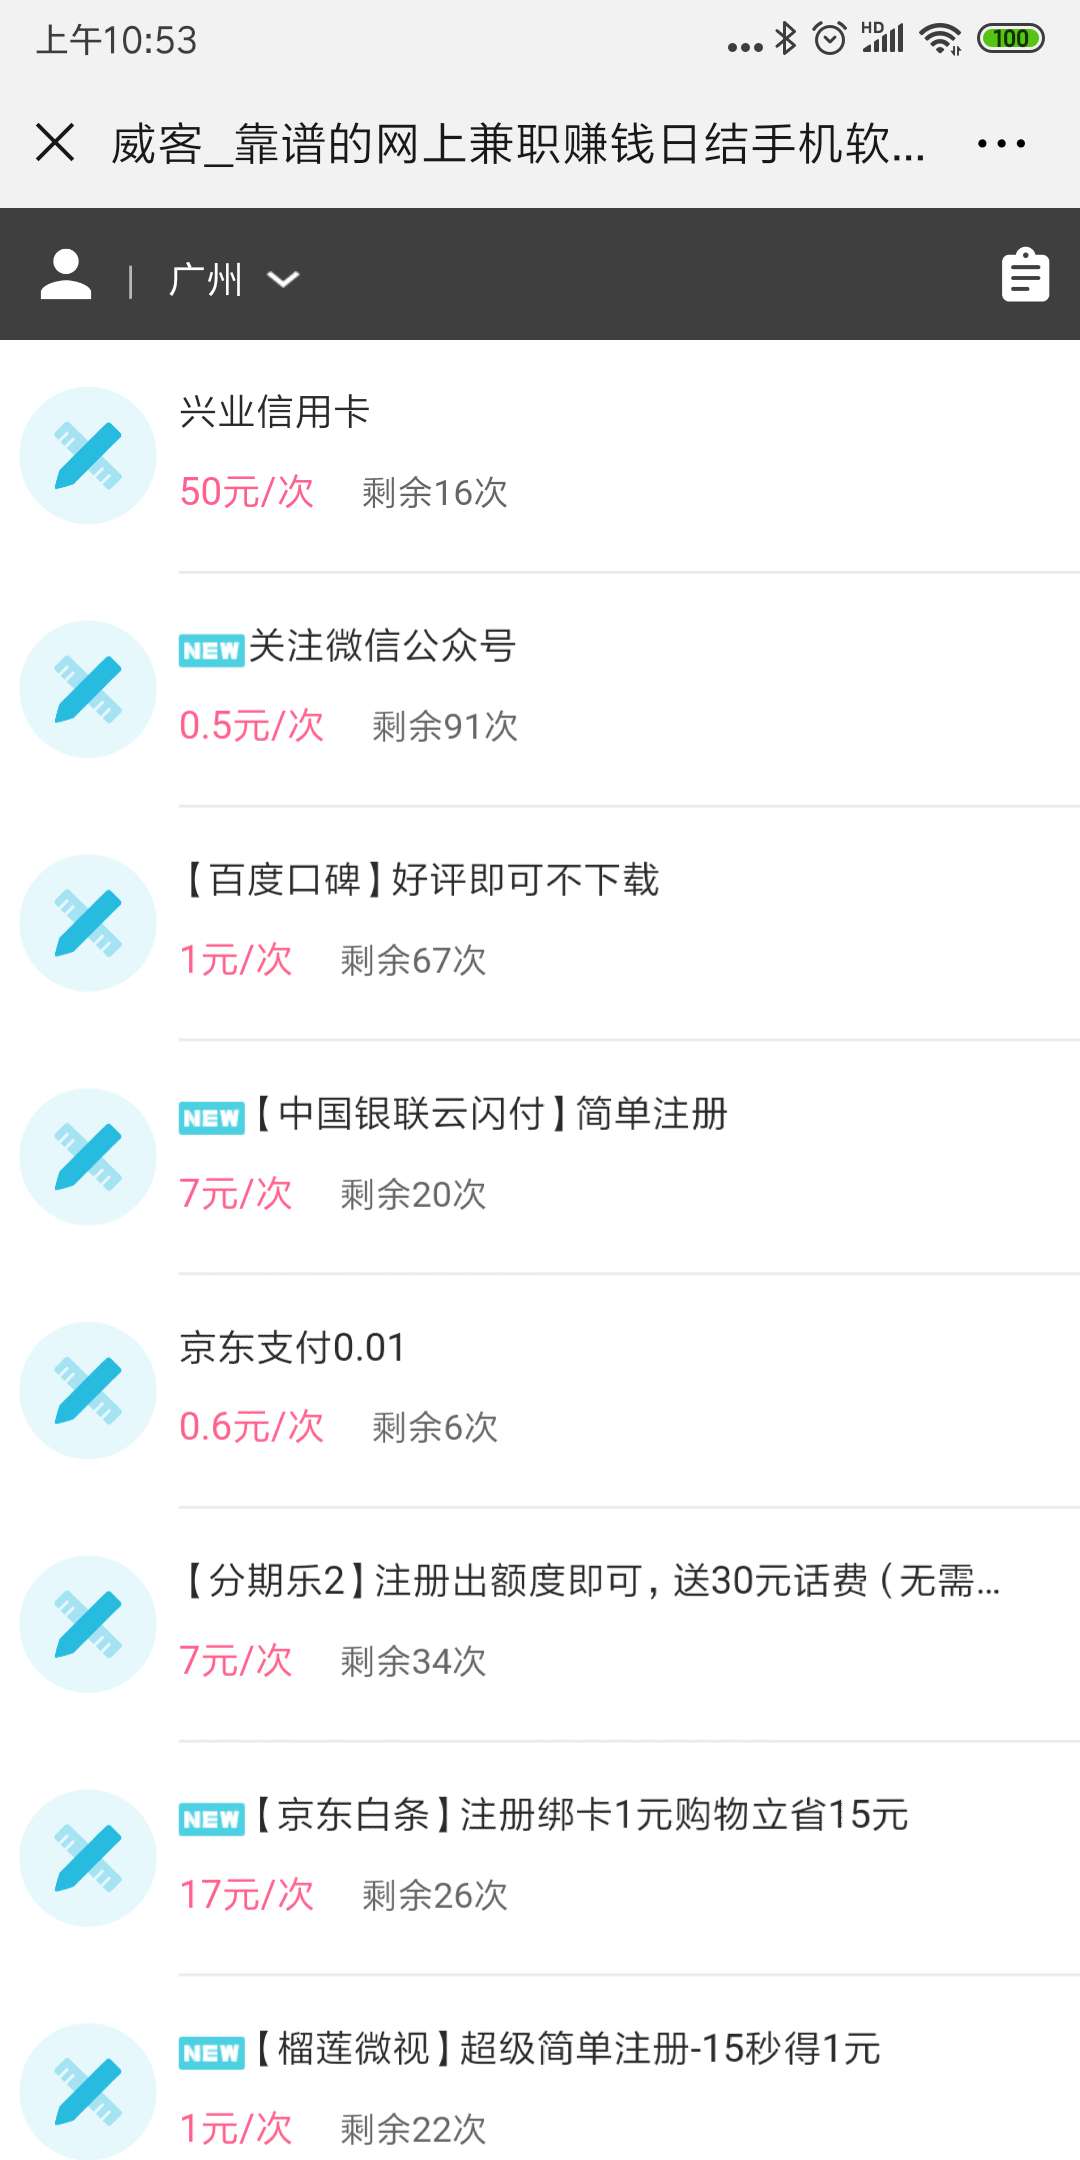 上午10:53
HD
100
威客_靠谱的网上兼职赚钱日结手机软...
广州
兴业信用卡
50元/次 剩余16次
NEW关注微信公众号
0.5元/次 剩余91次
【百度口碑】好评即可不下载
1元/次 剩余67次
NEW【中国银联云闪付】简单注册
7元/次 剩余20次
京东支付0.01
0.6元/次 剩余6次
【分期乐2】注册出额度即可，送30元话费（无需...
7元/次 剩余34次
NEW【京东白条】注册绑卡1元购物立省15元
17元/次 剩余26次
NEW【榴莲微视】超级简单注册-15秒得1元
1元/次 剩余22次